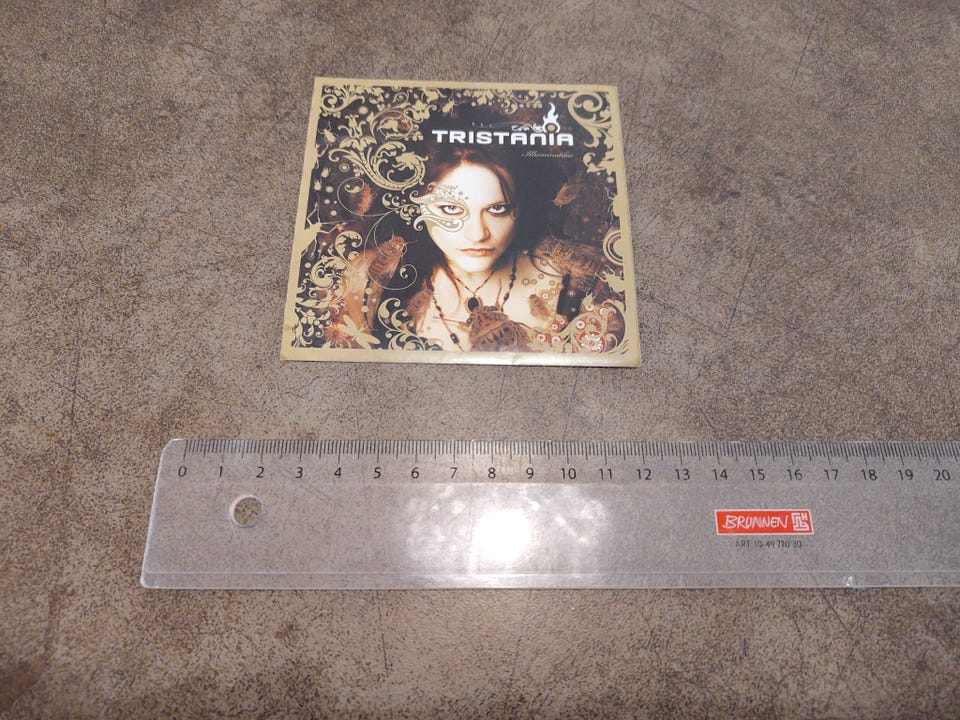 TRISTANIA
Illumination
0 1 2 3 4 5 6 7 8 9 10 11 12 13 14 15 16 17 18 19 20
BRUNNEN
ART. 10-49 710 30